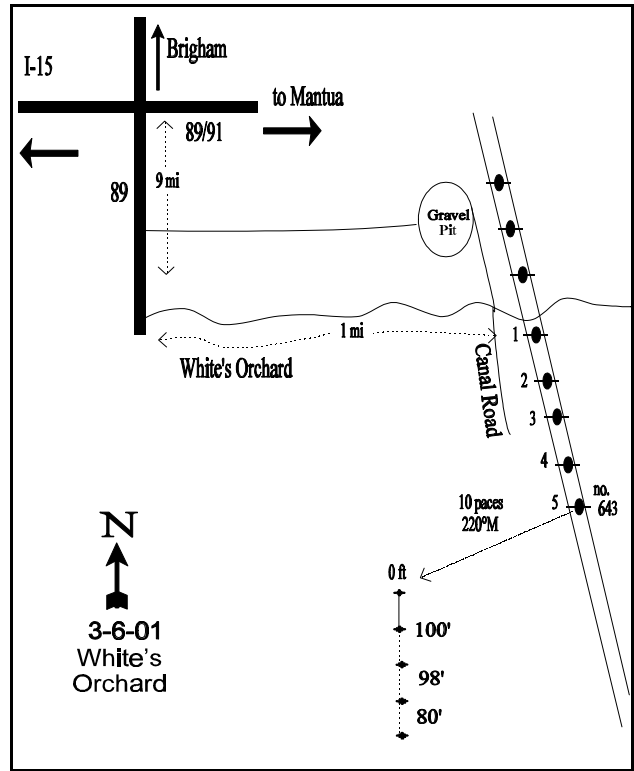 Brigham
I-15
to Mantua
89/91
89
9 mi
Gravel
Pit
1 mi
1
White's Orchard
Canal Road
2
3
4
5
no.
643
10 paces
220°M
N
0 ft
3-6-01
White's
Orchard
100'
98'
80'